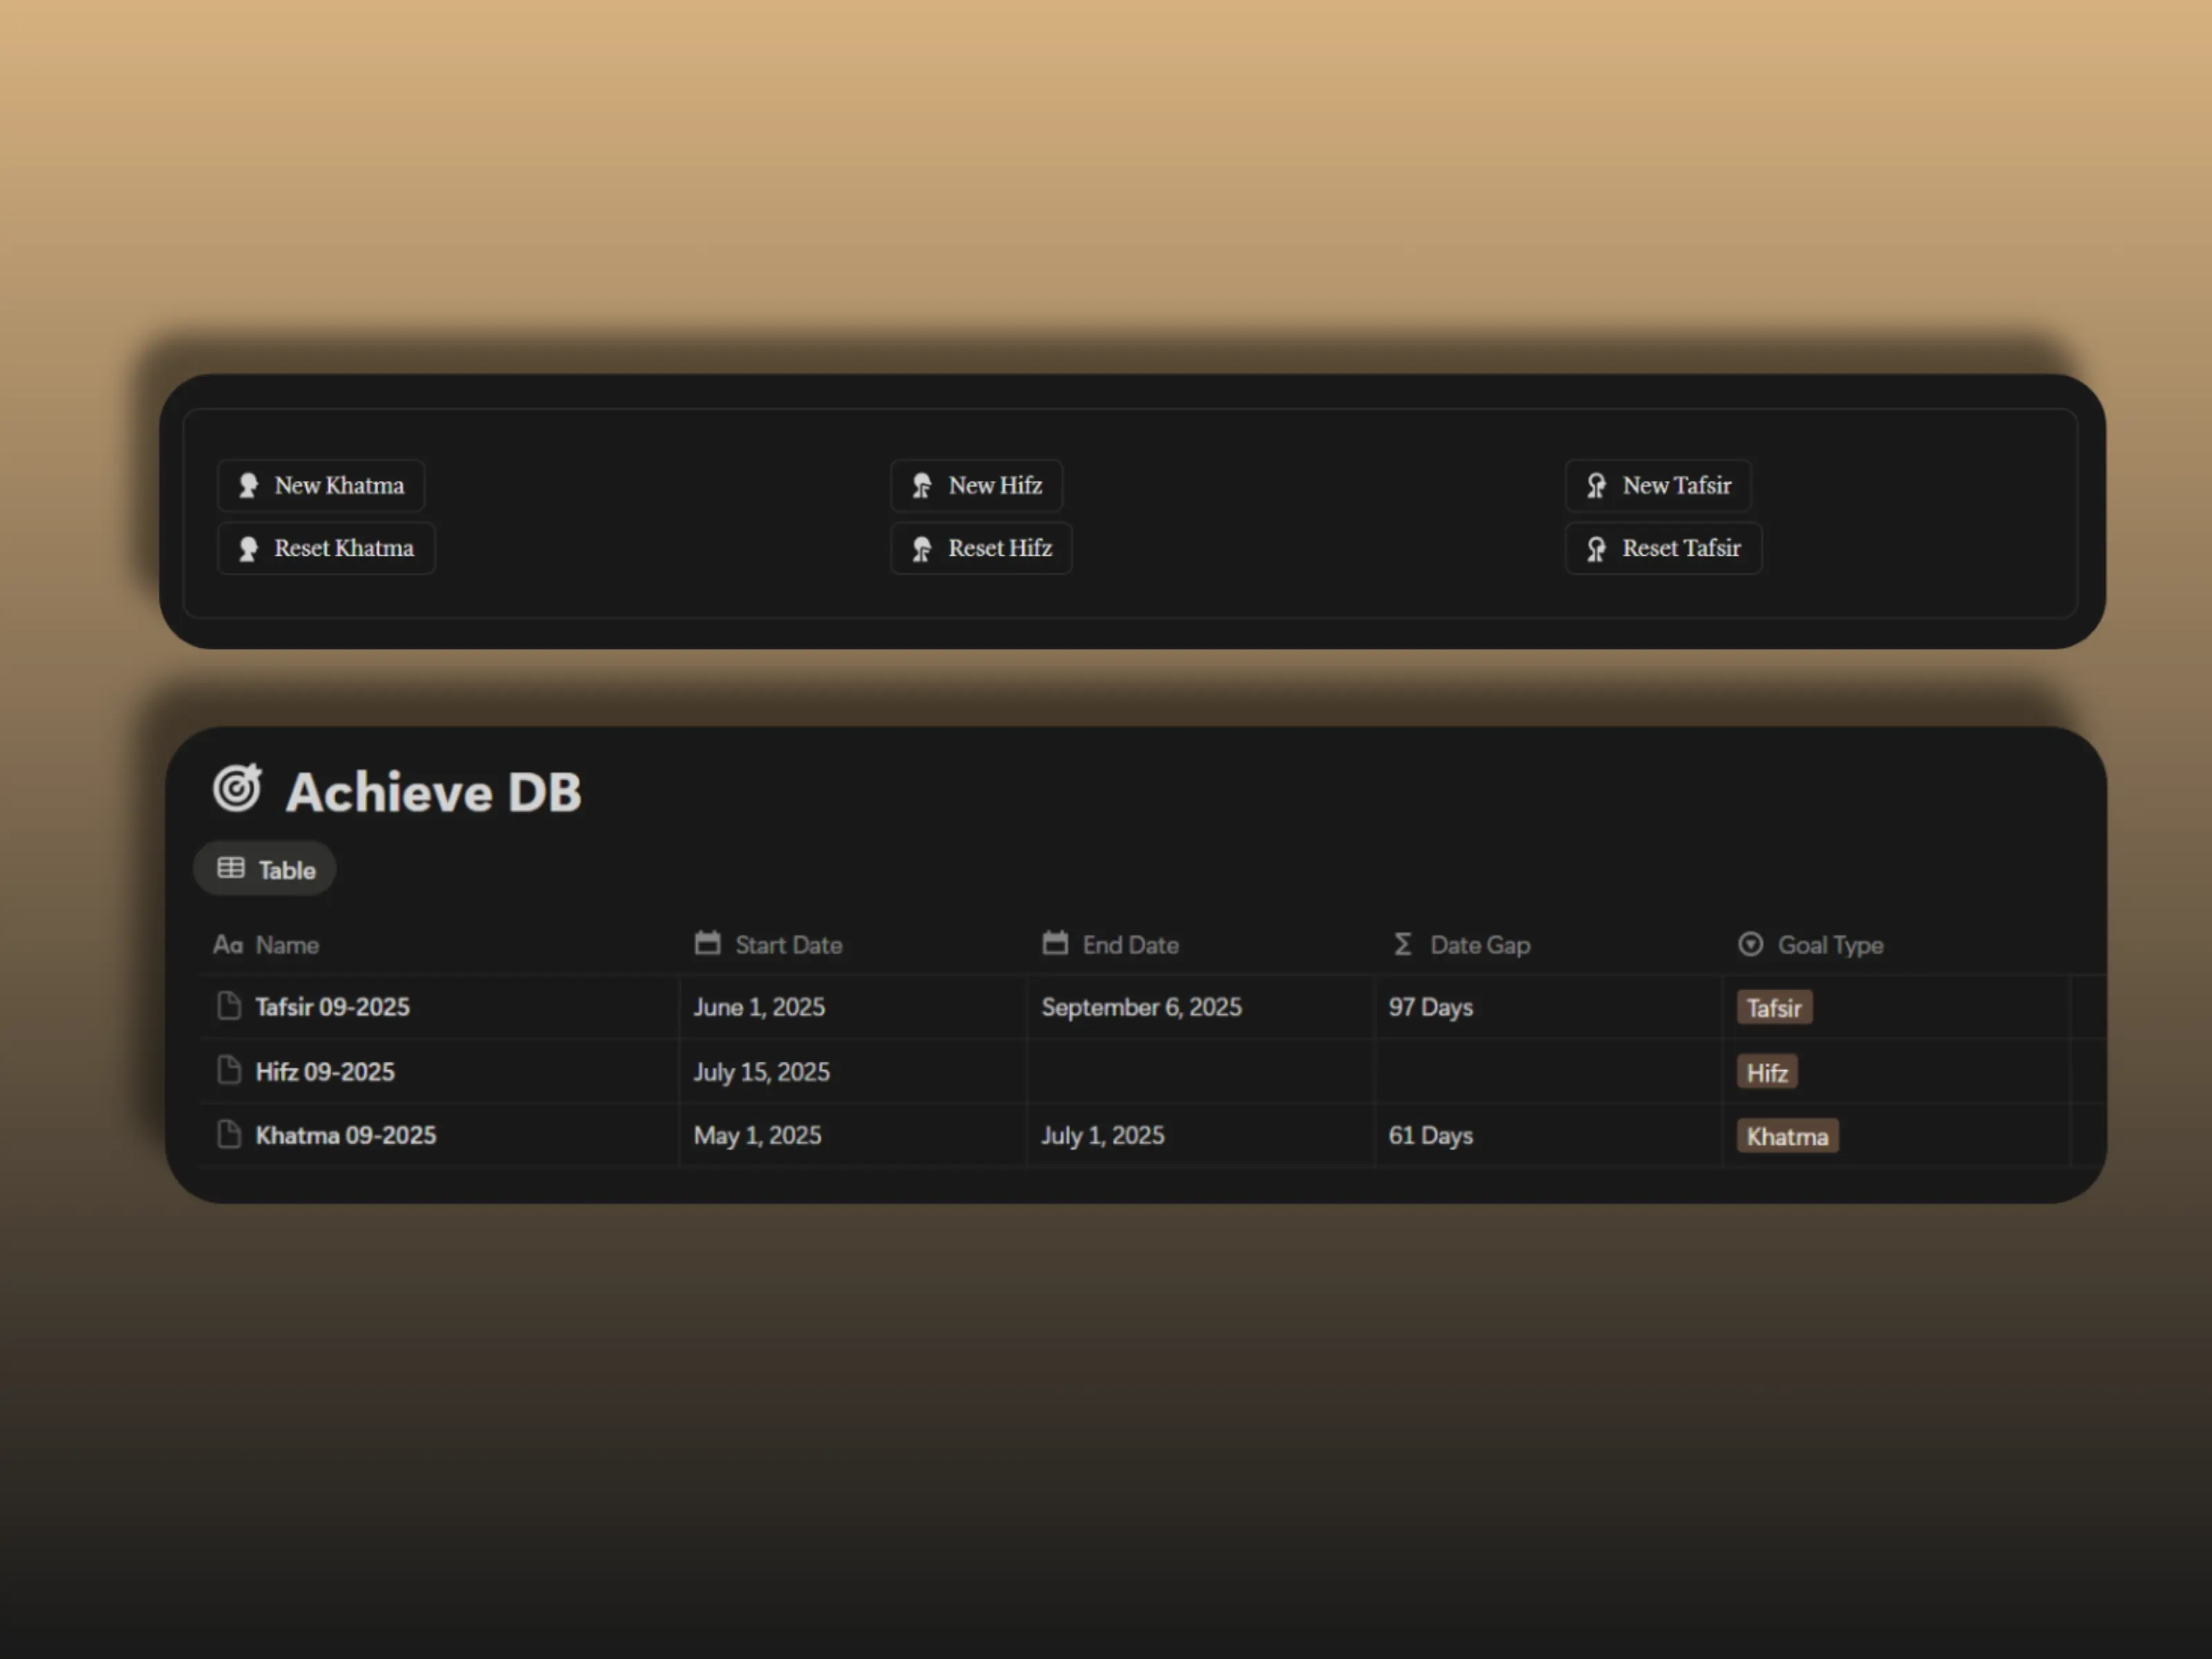 New Khatma New Hifz New Tafsir
Reset Khatma Reset Hifz Reset Tafsir
Achieve DB
Table
Aa Name Start Date End Date Σ Date Gap Goal Type
Tafsir 09-2025 June 1, 2025 September 6, 2025 97 Days Tafsir
Hifz 09-2025 July 15, 2025 Hifz
Khatma 09-2025 May 1, 2025 July 1, 2025 61 Days Khatma